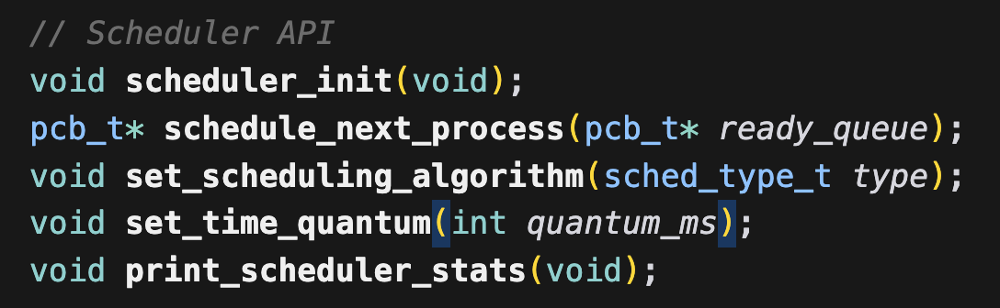 // Scheduler API
void scheduler_init(void);
pcb_t* schedule_next_process(pcb_t* ready_queue);
void set_scheduling_algorithm(sched_type_t type);
void set_time_quantum(int quantum_ms);
void print_scheduler_stats(void);